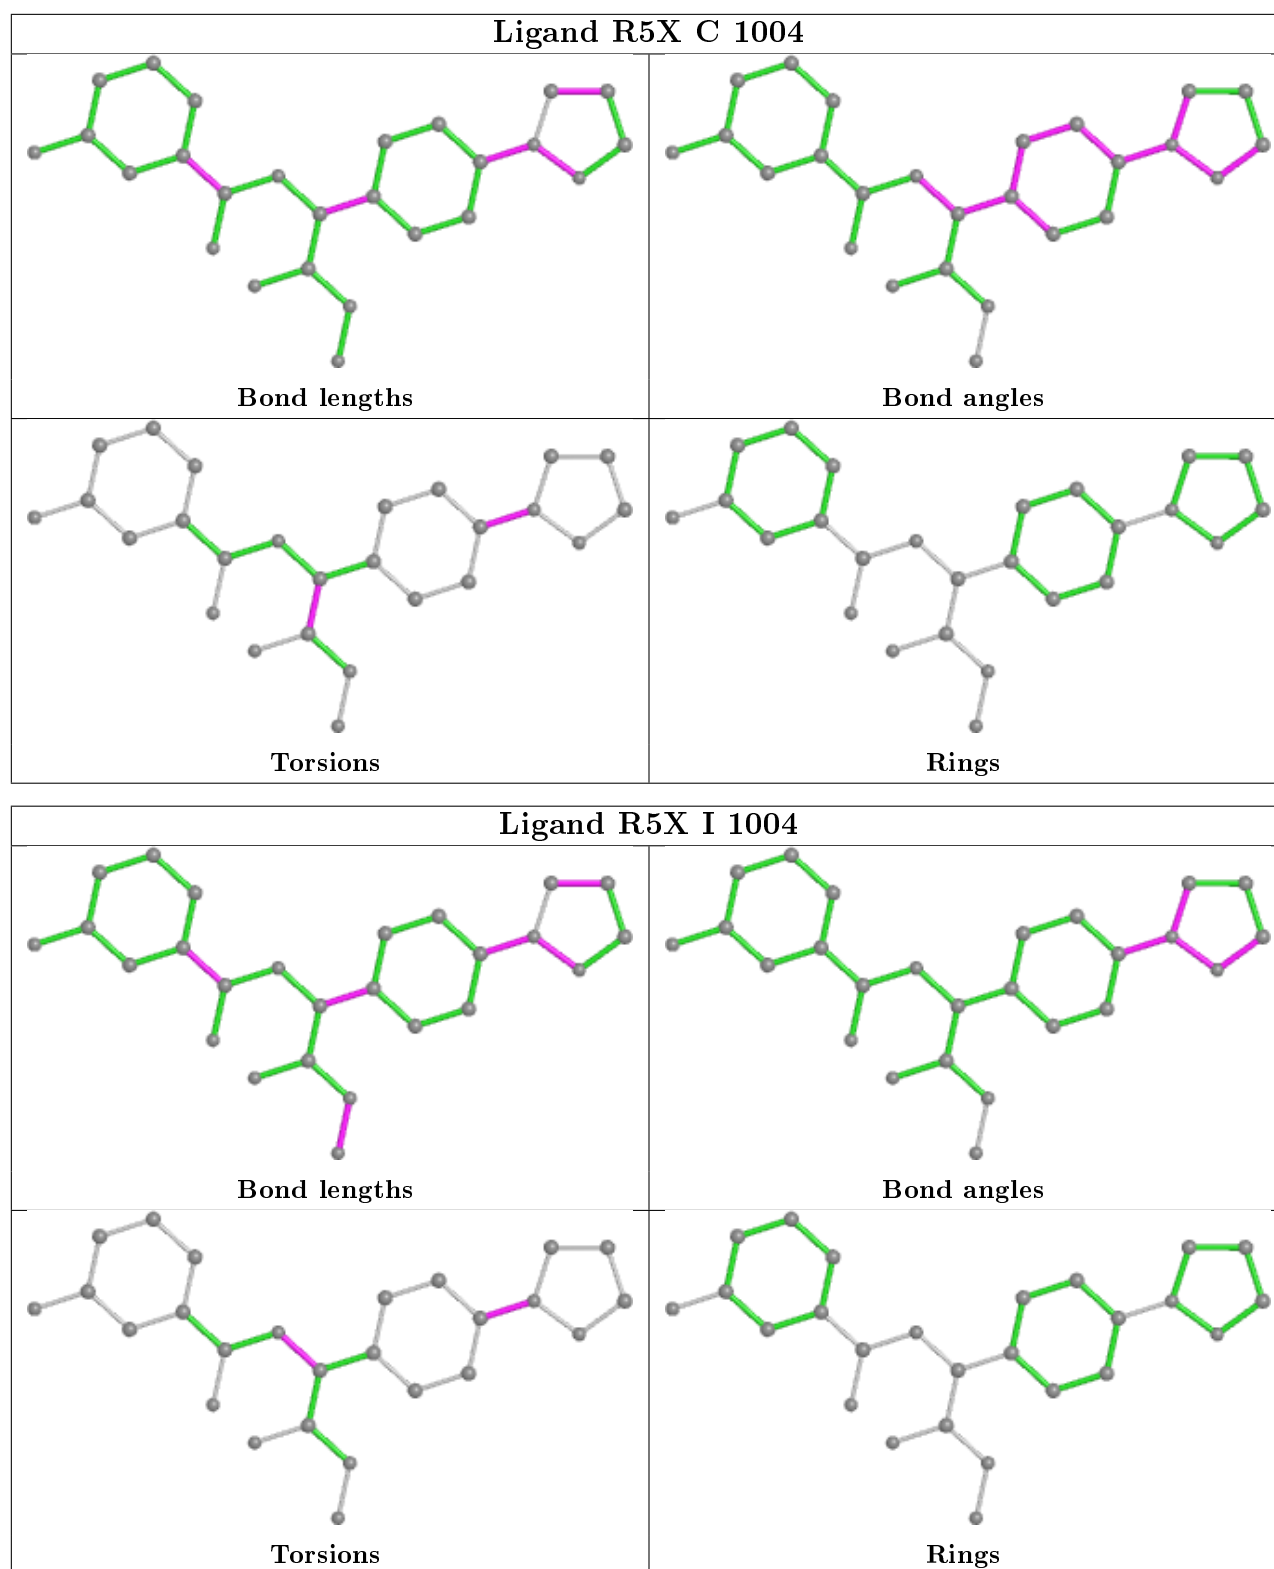 Ligand R5X C 1004
Bond lengths
Bond angles
Torsions
Rings
Ligand R5X I 1004
Bond lengths
Bond angles
Torsions
Rings